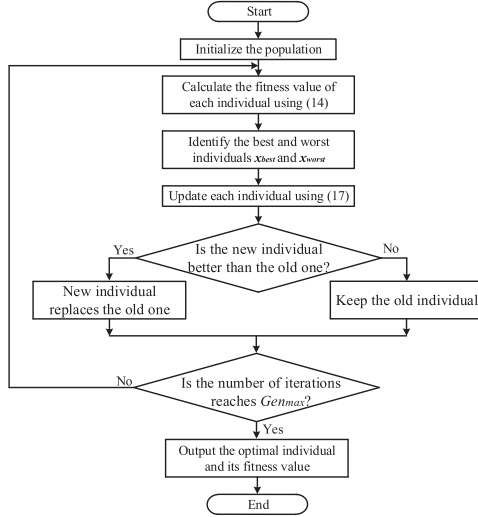 Start
Initialize the population
Calculate the fitness value of
each individual using (14)
Identify the best and worst
individuals xbest and xworst
Update each individual using (17)
Is the new individual
better than the old one?
Yes
No
New individual
replaces the old one
Keep the old individual
Is the number of iterations
reaches Genmax?
No
Yes
Output the optimal individual
and its fitness value
End